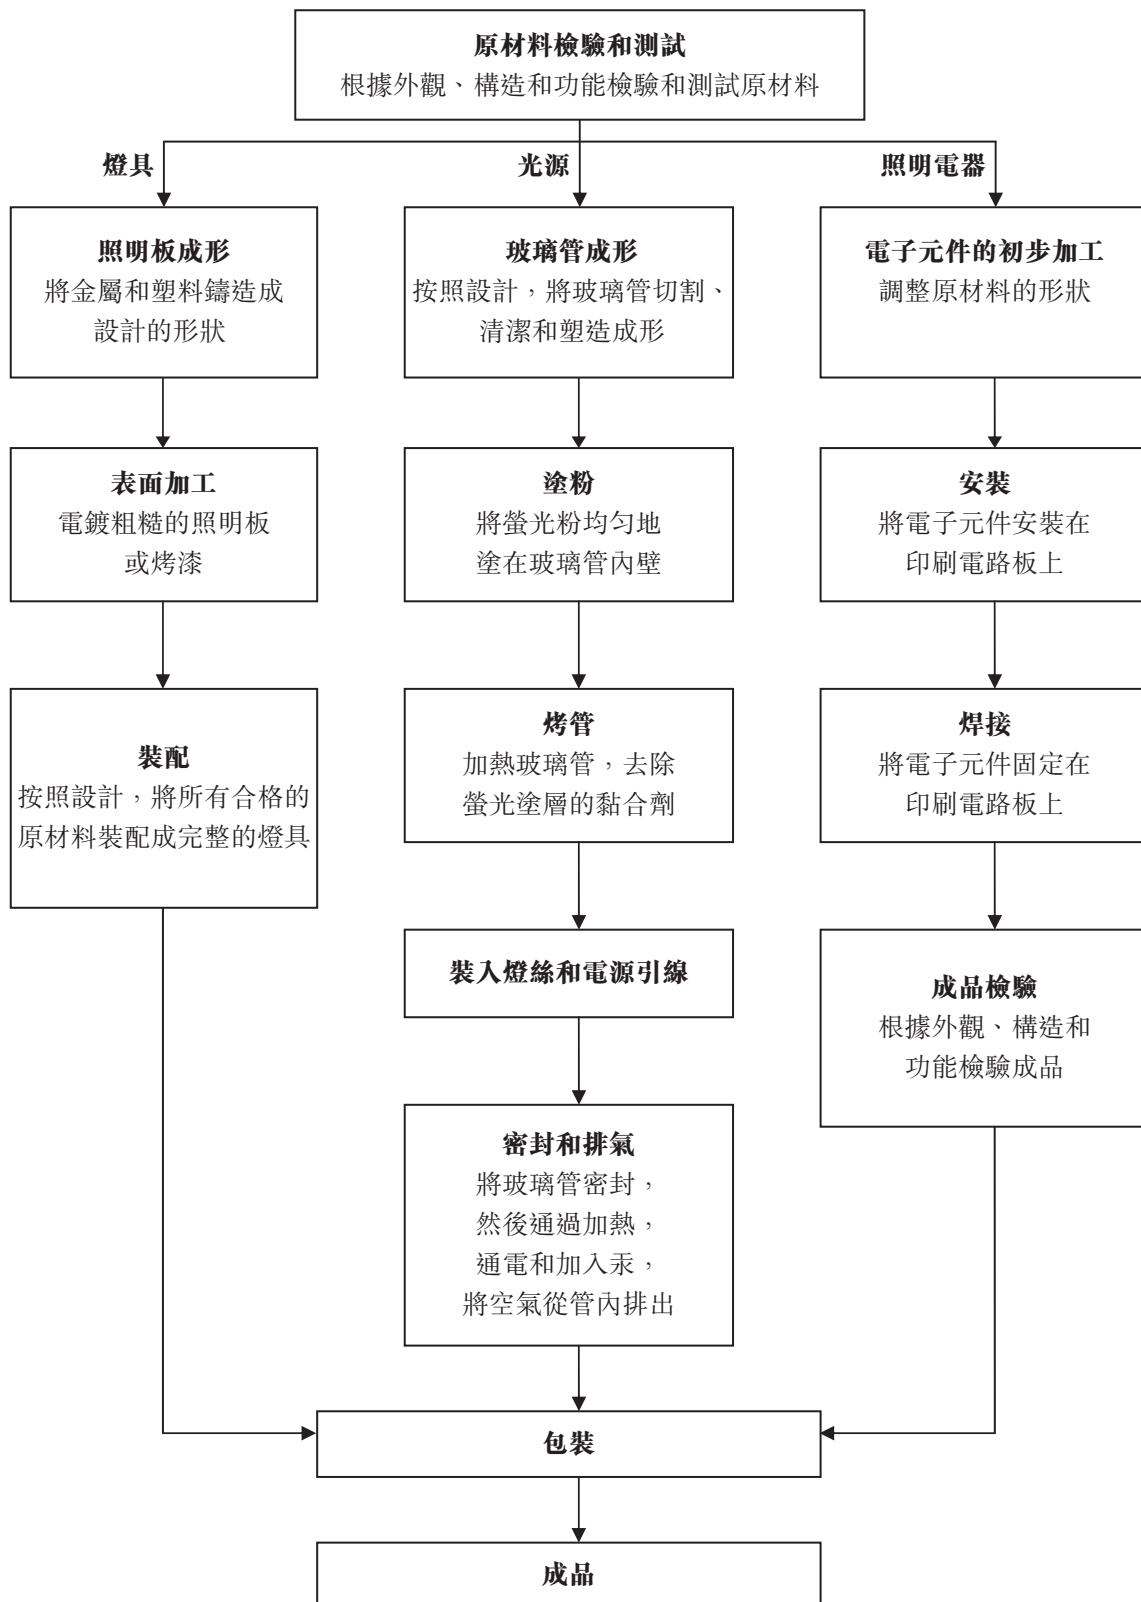 原材料檢驗和測試
根據外觀、構造和功能檢驗和測試原材料
燈具
光源
照明電器
照明板成形
將金屬和塑料鑄造成
設計的形狀
玻璃管成形
按照設計，將玻璃管切割、
清潔和塑造成形
電子元件的初步加工
調整原材料的形狀
表面加工
電鍍粗糙的照明板
或烤漆
塗粉
將螢光粉均勻地
塗在玻璃管內壁
安裝
將電子元件安裝在
印刷電路板上
裝配
按照設計，將所有合格的
原材料裝配成完整的燈具
烤管
加熱玻璃管，去除
螢光塗層的黏合劑
焊接
將電子元件固定在
印刷電路板上
裝入燈絲和電源引線
成品檢驗
根據外觀、構造和
功能檢驗成品
密封和排氣
將玻璃管密封，
然後通過加熱，
通電和加入汞，
將空氣從管內排出
包裝
成品